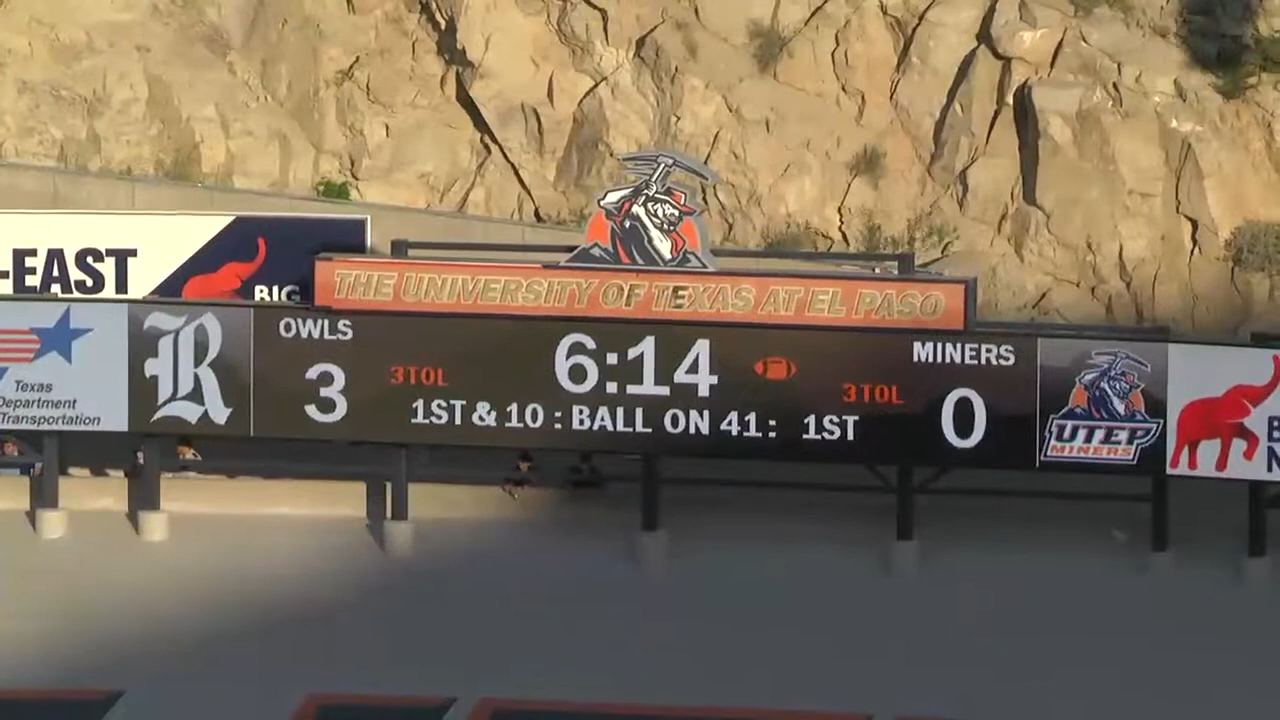 -EAST
BIG
THE UNIVERSITY OF TEXAS AT EL PASO
Texas
Department
Transportation
R
OWLS
3
3TOL
6:14
3TOL
MINERS
0
1ST & 10 : BALL ON 41: 1ST
UTEP
MINERS
B
N